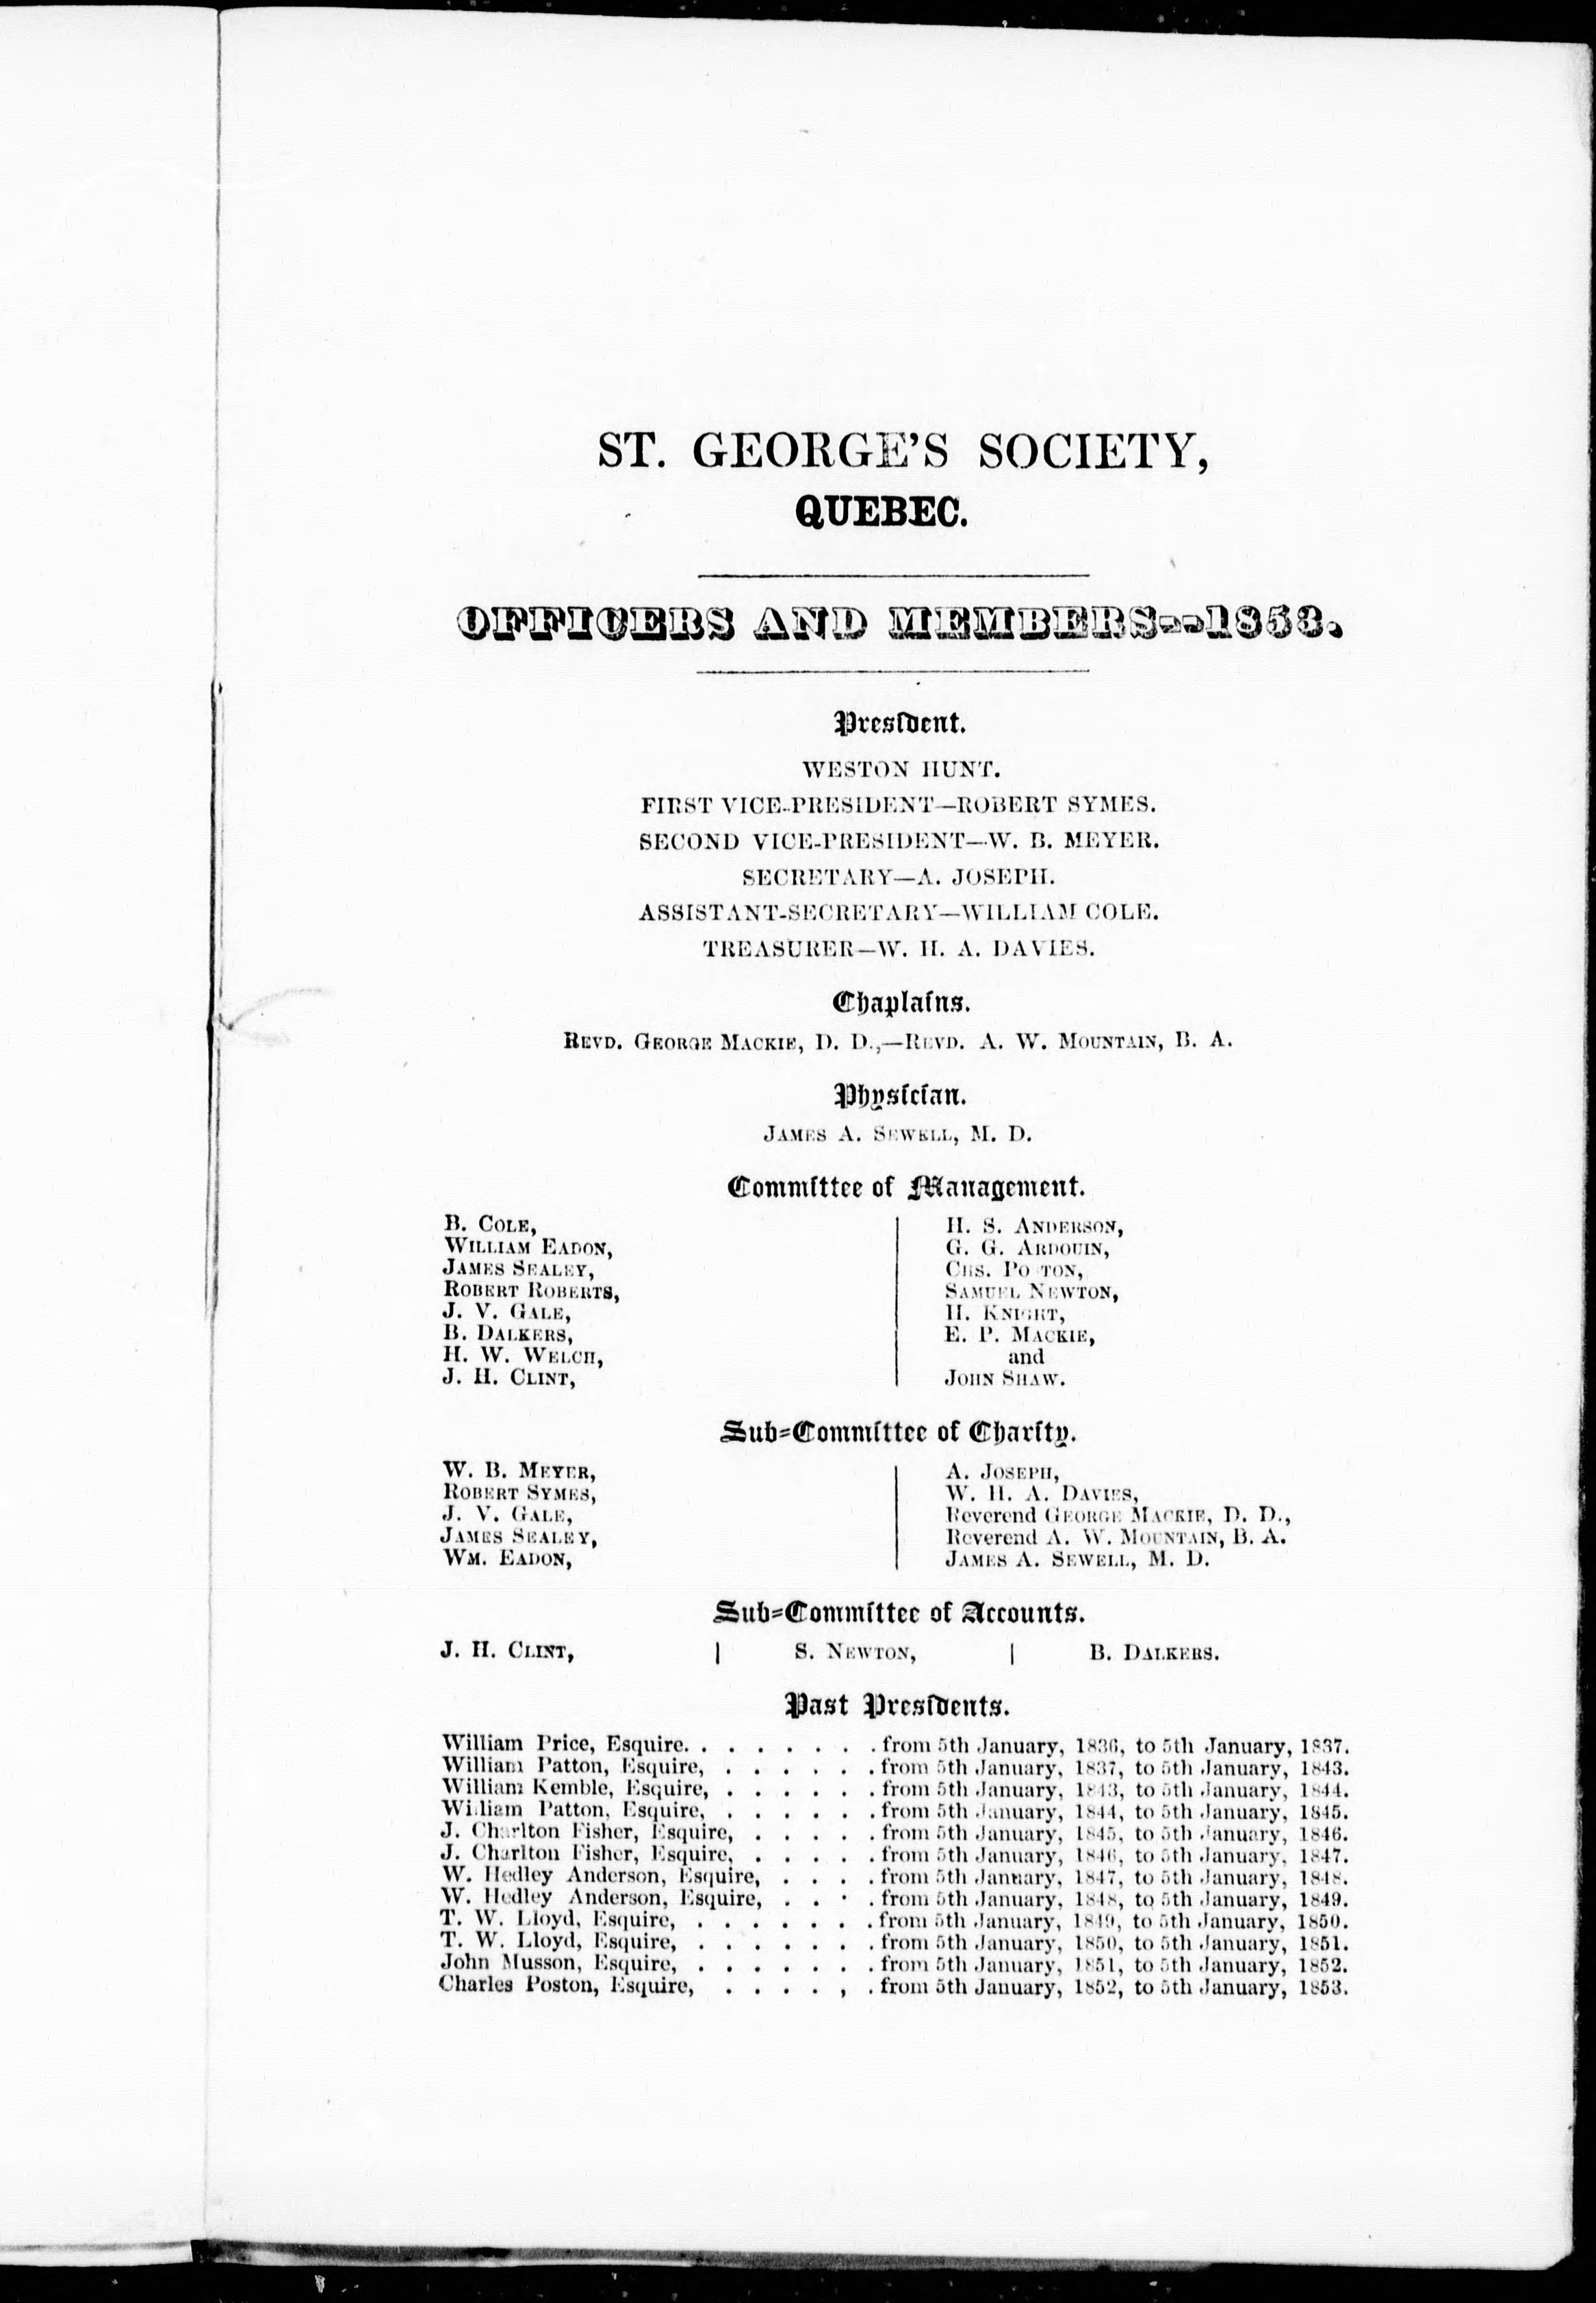 ST. GEORGE'S SOCIETY,
QUEBEC.
OFFICERS AND MEMBERS--1853.
President.
WESTON HUNT.
FIRST VICE-PRESIDENT—ROBERT SYMES.
SECOND VICE-PRESIDENT—W. B. MEYER.
SECRETARY—A. JOSEPH.
ASSISTANT-SECRETARY—WILLIAM COLE.
TREASURER—W. H. A. DAVIES.
Chaplains.
REVD. GEORGE MACKIE, D. D.,—REVD. A. W. MOUNTAIN, B. A.
Physician.
JAMES A. SEWELL, M. D.
Committee of Management.
B. COLE,
WILLIAM EADON,
JAMES SEALEY,
ROBERT ROBERTS,
J. V. GALE,
B. DALKERS,
H. W. WELCH,
J. H. CLINT,
H. S. ANDERSON,
G. G. ARDOUIN,
CHS. POSTON,
SAMUEL NEWTON,
H. KNIGHT,
E. P. MACKIE,
and
JOHN SHAW.
Sub=Committee of Charity.
W. B. MEYER,
ROBERT SYMES,
J. V. GALE,
JAMES SEALEY,
WM. EADON,
A. JOSEPH,
W. H. A. DAVIES,
Reverend GEORGE MACKIE, D. D.,
Reverend A. W. MOUNTAIN, B. A.
JAMES A. SEWELL, M. D.
Sub=Committee of Accounts.
J. H. CLINT, | S. NEWTON, | B. DALKERS.
Past Presidents.
William Price, Esquire. . . . . . . . from 5th January, 1836, to 5th January, 1837.
William Patton, Esquire, . . . . . . from 5th January, 1837, to 5th January, 1843.
William Kemble, Esquire, . . . . . . from 5th January, 1843, to 5th January, 1844.
William Patton, Esquire, . . . . . . from 5th January, 1844, to 5th January, 1845.
J. Charlton Fisher, Esquire, . . . . . from 5th January, 1845, to 5th January, 1846.
J. Charlton Fisher, Esquire, . . . . . from 5th January, 1846, to 5th January, 1847.
W. Hedley Anderson, Esquire, . . . . from 5th January, 1847, to 5th January, 1848.
W. Hedley Anderson, Esquire, . . . . from 5th January, 1848, to 5th January, 1849.
T. W. Lloyd, Esquire, . . . . . . . from 5th January, 1849, to 5th January, 1850.
T. W. Lloyd, Esquire, . . . . . . . from 5th January, 1850, to 5th January, 1851.
John Musson, Esquire, . . . . . . . from 5th January, 1851, to 5th January, 1852.
Charles Poston, Esquire, . . . . , . from 5th January, 1852, to 5th January, 1853.